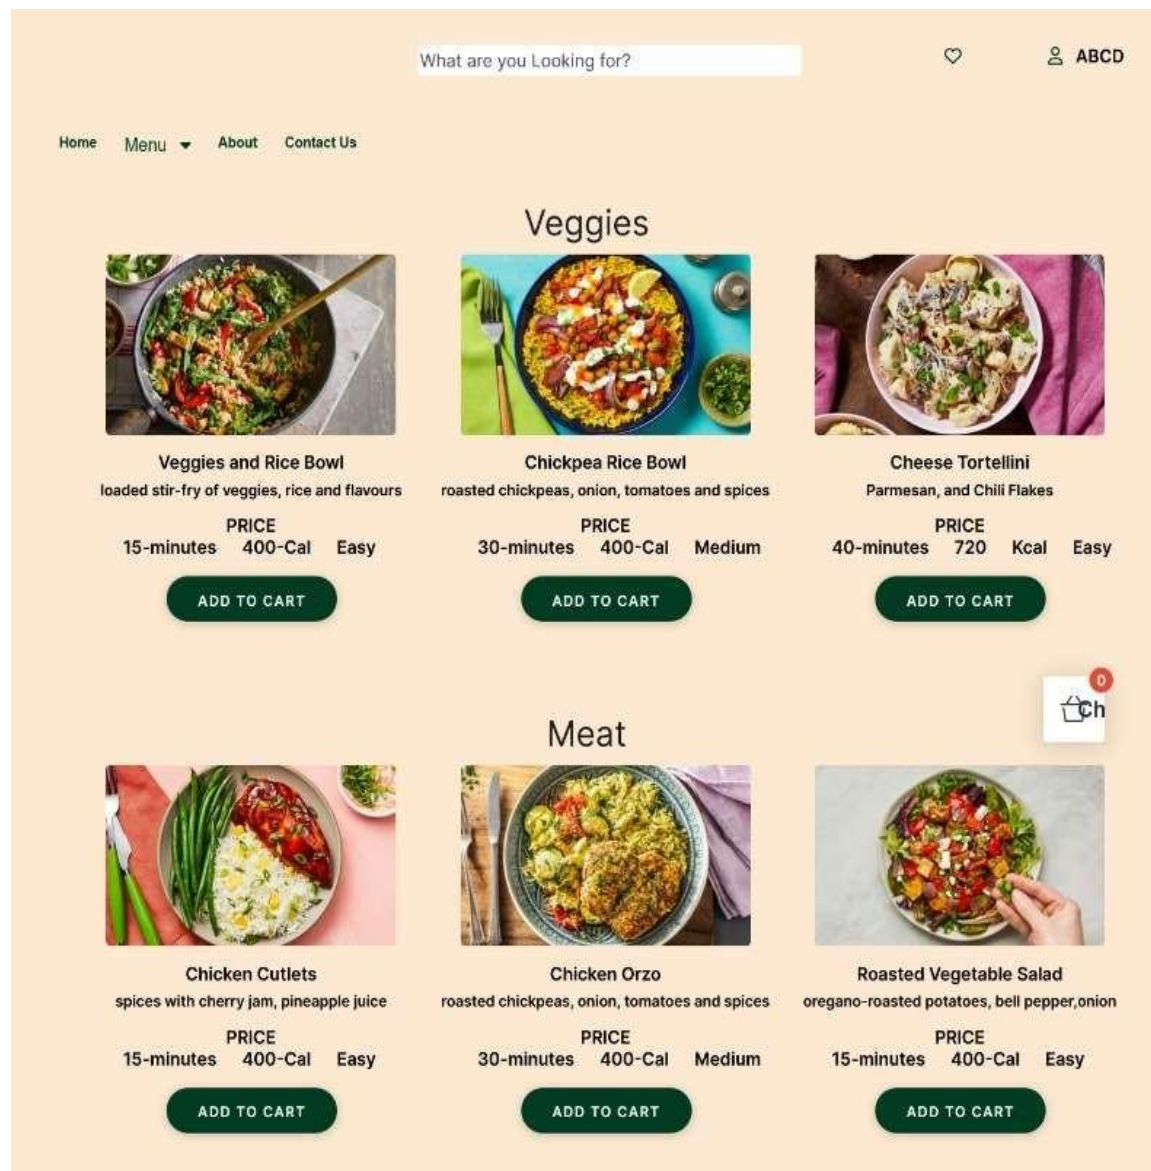 What are you Looking for?
ABCD
Home Menu About Contact Us
Veggies
Veggies and Rice Bowl
loaded stir-fry of veggies, rice and flavours
PRICE
15-minutes 400-Cal Easy
ADD TO CART
Chickpea Rice Bowl
roasted chickpeas, onion, tomatoes and spices
PRICE
30-minutes 400-Cal Medium
ADD TO CART
Cheese Tortellini
Parmesan, and Chili Flakes
PRICE
40-minutes 720 Kcal Easy
ADD TO CART
0
Ch
Meat
Chicken Cutlets
spices with cherry jam, pineapple juice
PRICE
15-minutes 400-Cal Easy
ADD TO CART
Chicken Orzo
roasted chickpeas, onion, tomatoes and spices
PRICE
30-minutes 400-Cal Medium
ADD TO CART
Roasted Vegetable Salad
oregano-roasted potatoes, bell pepper,onion
PRICE
15-minutes 400-Cal Easy
ADD TO CART